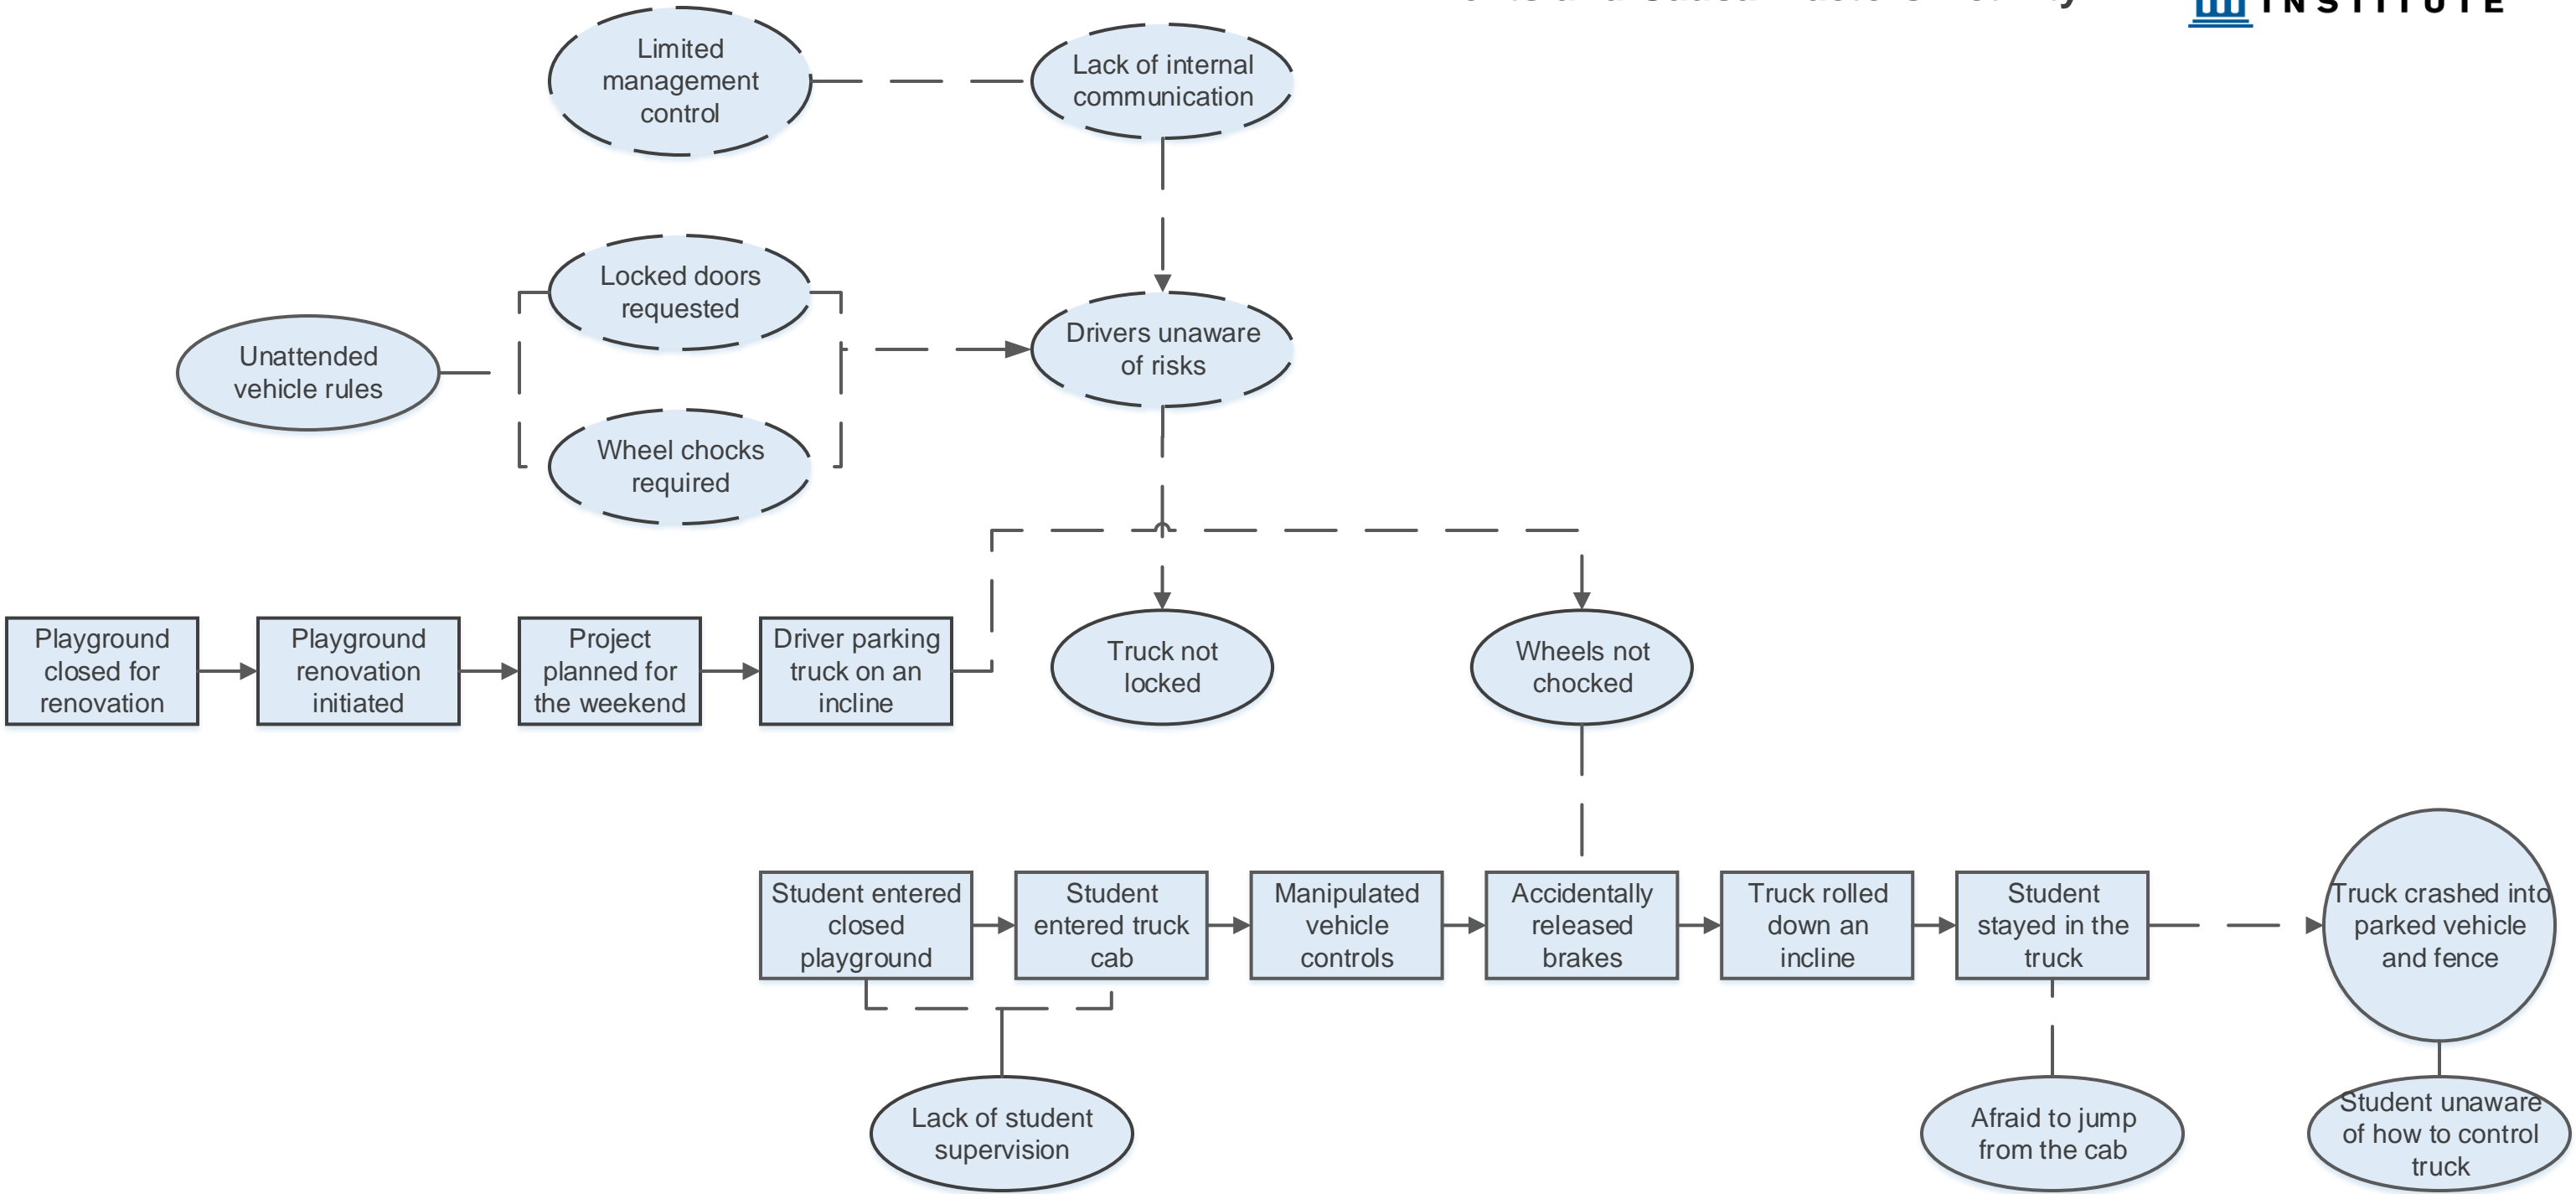 INSTITUTE
Limited
management
control
Lack of internal
communication
Locked doors
requested
Unattended
vehicle rules
Drivers unaware
of risks
Wheel chocks
required
Playground
closed for
renovation
Playground
renovation
initiated
Project
planned for
the weekend
Driver parking
truck on an
incline
Truck not
locked
Wheels not
chocked
Student entered
closed
playground
Student
entered truck
cab
Manipulated
vehicle
controls
Accidentally
released
brakes
Truck rolled
down an
incline
Student
stayed in the
truck
Truck crashed into
parked vehicle
and fence
Lack of student
supervision
Afraid to jump
from the cab
Student unaware
of how to control
truck